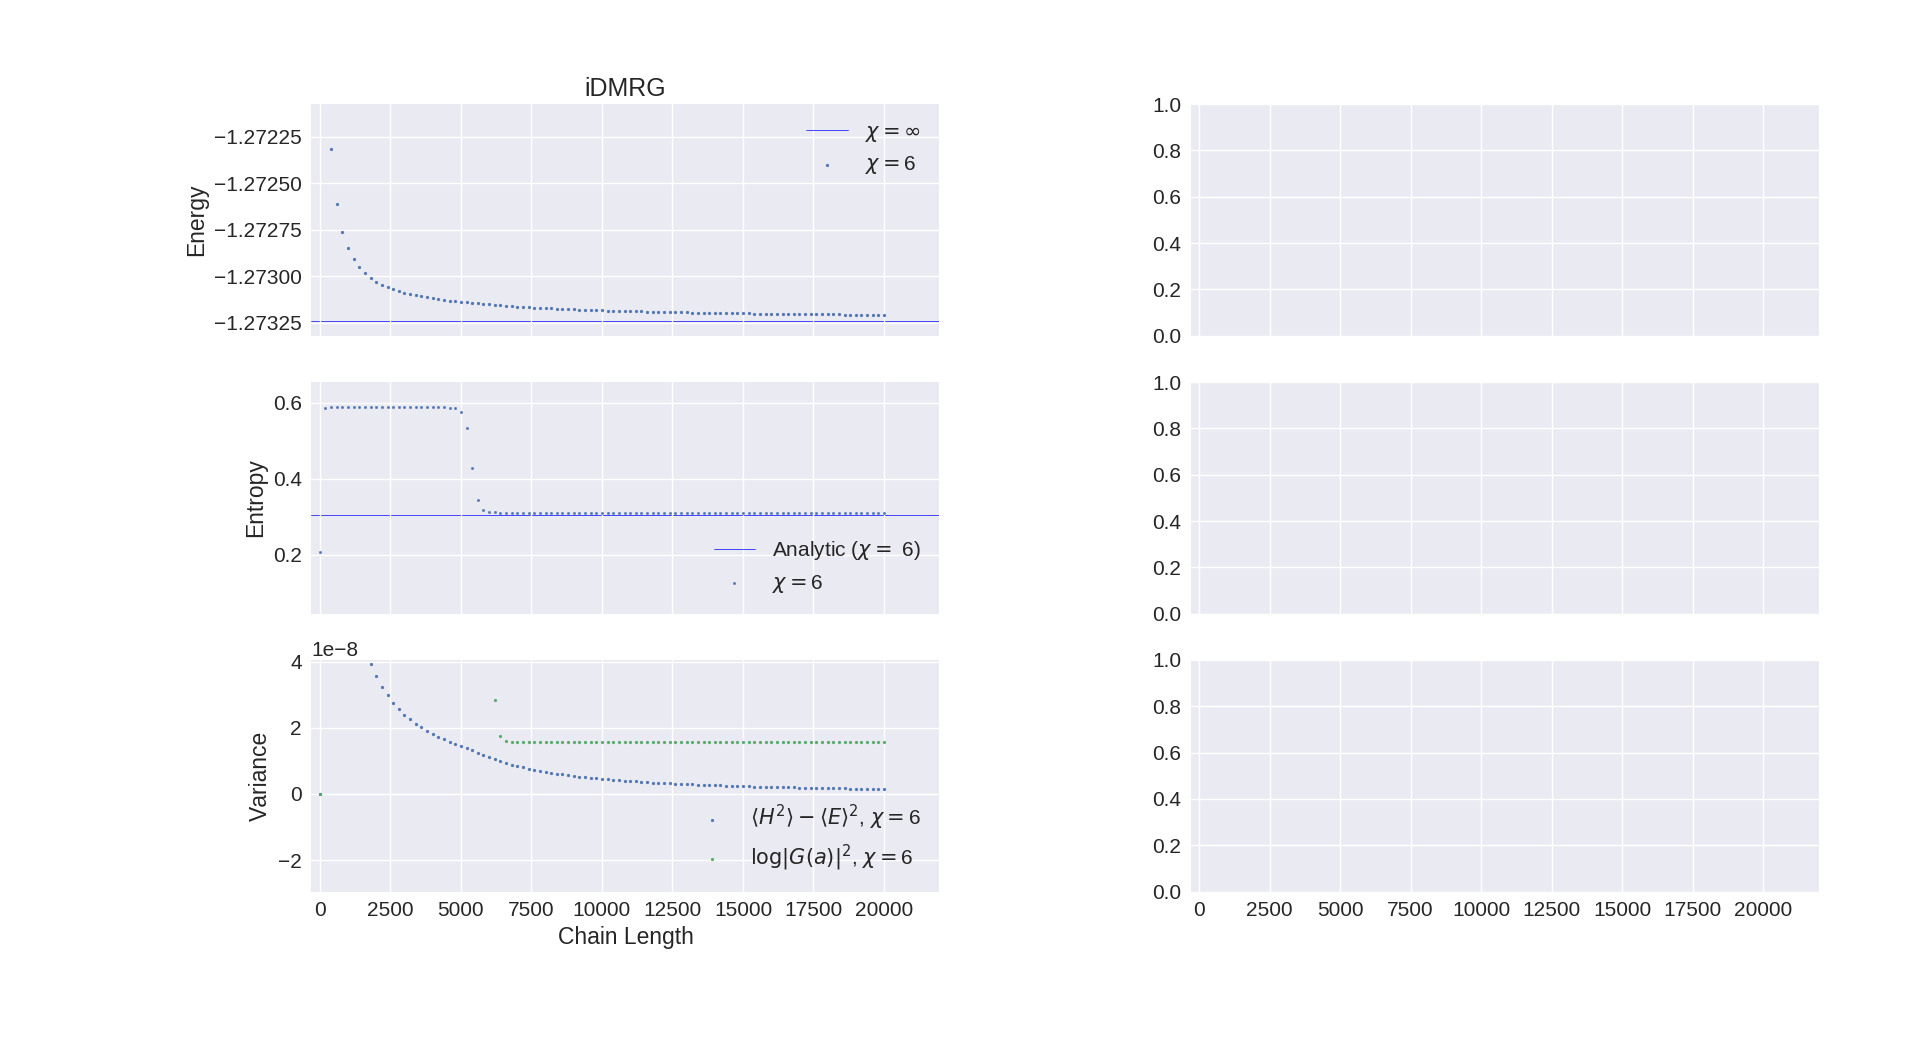 iDMRG
−1.27225
−1.27250
−1.27275
−1.27300
−1.27325
Energy
χ = ∞
χ = 6
1.0
0.8
0.6
0.4
0.2
0.0
0.6
0.4
0.2
Entropy
Analytic (χ = 6)
χ = 6
1.0
0.8
0.6
0.4
0.2
0.0
1e−8
4
2
0
−2
Variance
⟨H²⟩ − ⟨E⟩², χ = 6
log|G(a)|², χ = 6
0 2500 5000 7500 10000 12500 15000 17500 20000
Chain Length
1.0
0.8
0.6
0.4
0.2
0.0
0 2500 5000 7500 10000 12500 15000 17500 20000